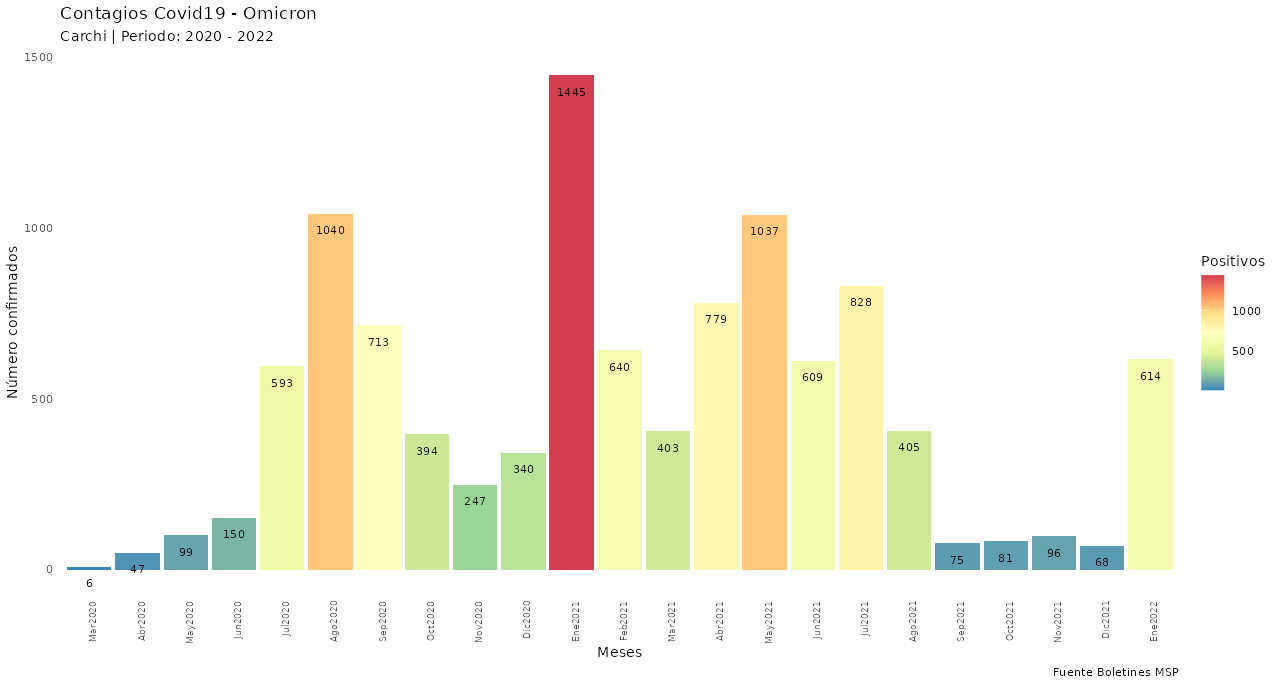 Contagios Covid19 - Omicron
Carchi | Periodo: 2020 - 2022
Número confirmados
1500
1000
500
0
6
47
99
150
593
1040
713
394
247
340
1445
640
403
779
1037
609
828
405
75
81
96
68
614
Mar2020
Abr2020
May2020
Jun2020
Jul2020
Ago2020
Sep2020
Oct2020
Nov2020
Dic2020
Ene2021
Feb2021
Mar2021
Abr2021
May2021
Jun2021
Jul2021
Ago2021
Sep2021
Oct2021
Nov2021
Dic2021
Ene2022
Meses
Positivos
1000
500
Fuente Boletines MSP